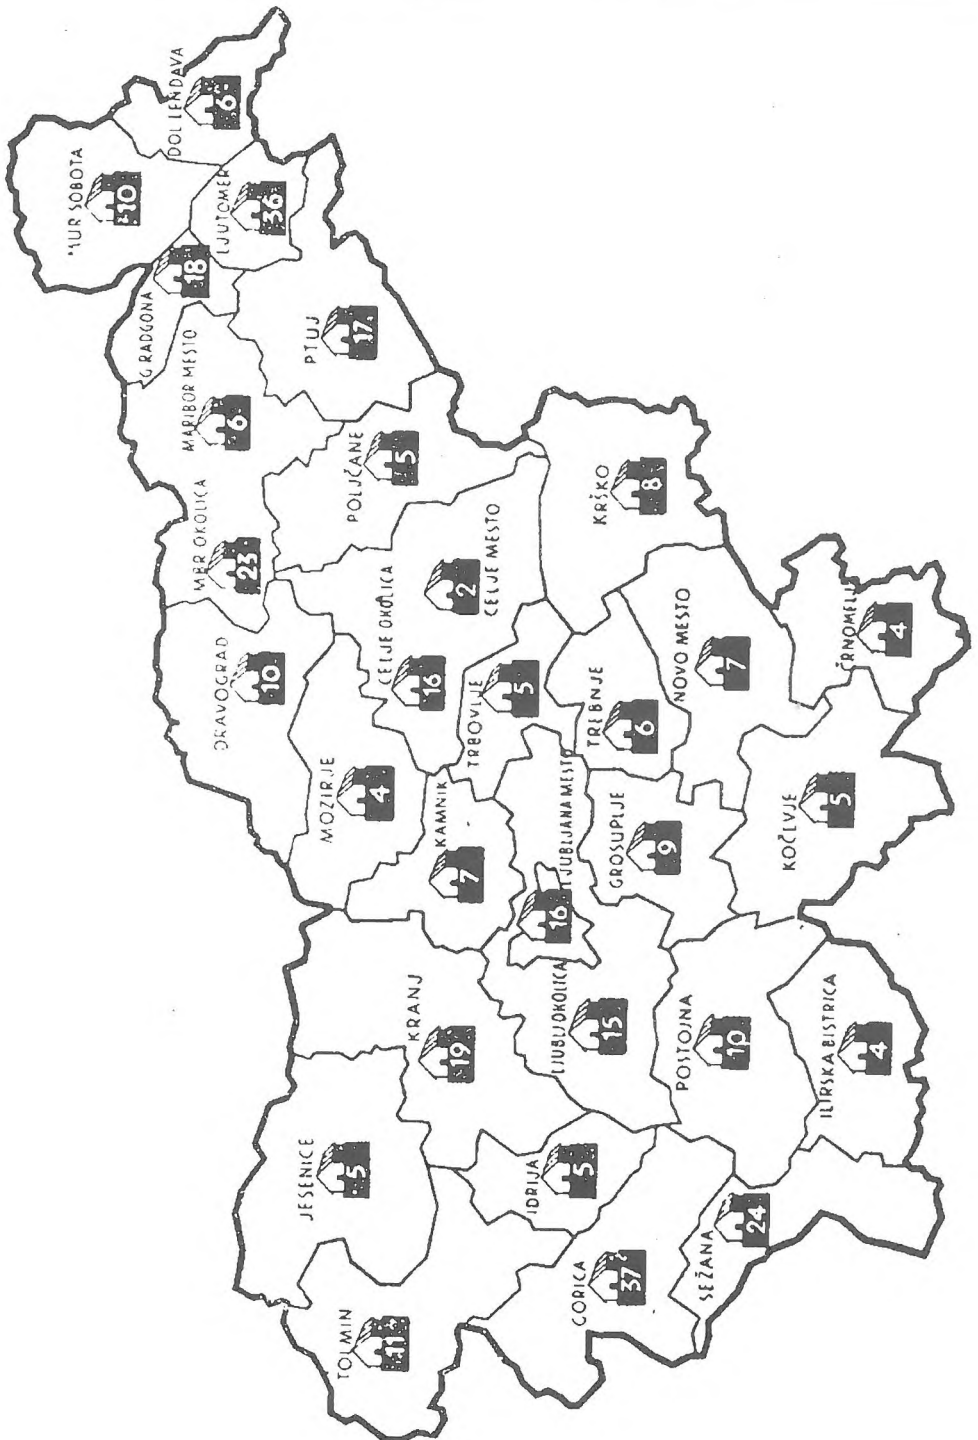 MUR SOBOTA
10
DOL LENDAVA
6
G RADGONA
18
LJUTOMER
36
MARIBOR MESTO
6
PTUJ
17
MBR OKOLICA
23
POLJČANE
5
DRAVOGRAD
10
CELJE OKOLICA
16
2
CELJE MESTO
KRŠKO
8
MOZIRJE
4
TRBOVLJE
5
TREBNJE
6
NOVO MESTO
7
ČRNOMELJ
4
KAMNIK
7
LJUBLJANA MESTO
16
GROSUPLJE
9
KOČEVJE
5
JESENICE
5
KRANJ
19
LJUBLJ OKOLICA
15
POSTOJNA
10
ILIRSKA BISTRICA
4
TOLMIN
11
IDRIJA
5
GORICA
37
SEŽANA
24